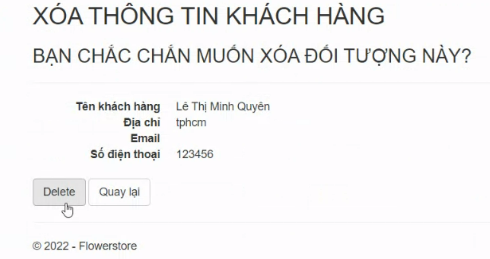 XÓA THÔNG TIN KHÁCH HÀNG
BẠN CHẮC CHẮN MUỐN XÓA ĐỐI TƯỢNG NÀY?
Tên khách hàng Lê Thị Minh Quyên
Địa chỉ tphcm
Email
Số điện thoại 123456
Delete Quay lại
© 2022 - Flowerstore